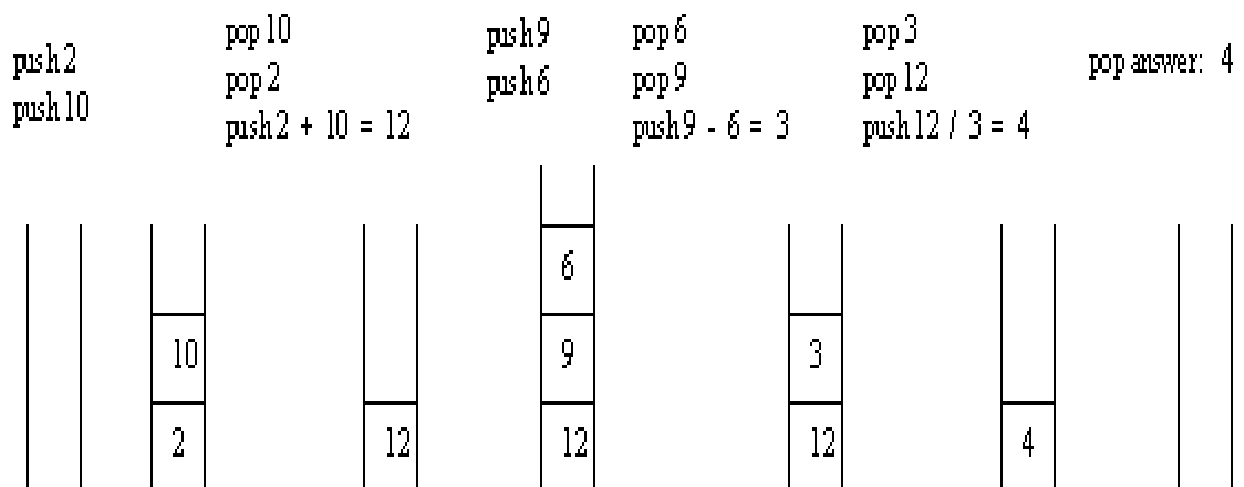 push 2
push 10
pop 10
pop 2
push 2 + 10 = 12
push 9
push 6
pop 6
pop 9
push 9 - 6 = 3
pop 3
pop 12
push 12 / 3 = 4
pop answer: 4
10
2
12
6
9
12
3
12
4